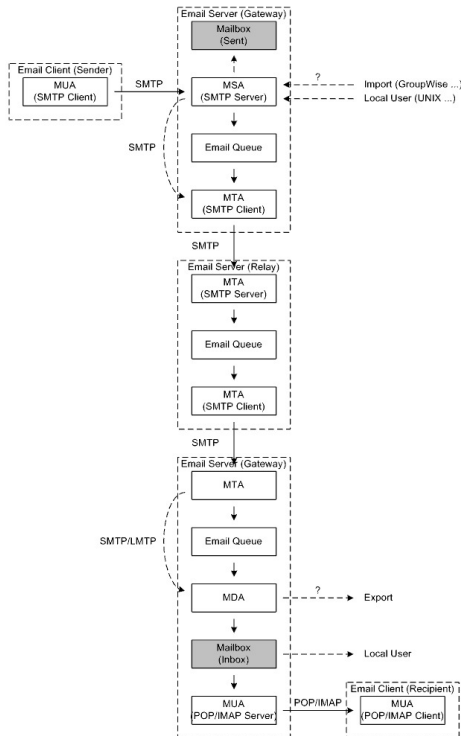 Email Server (Gateway)
Mailbox
(Sent)
Email Client (Sender)
MUA
(SMTP Client)
SMTP
MSA
(SMTP Server)
?
Import (GroupWise ...)
Local User (UNIX ...)
SMTP
Email Queue
MTA
(SMTP Client)
SMTP
Email Server (Relay)
MTA
(SMTP Server)
Email Queue
MTA
(SMTP Client)
SMTP
Email Server (Gateway)
MTA
SMTP/LMTP
Email Queue
MDA
?
Export
Mailbox
(Inbox)
Local User
MUA
(POP/IMAP Server)
POP/IMAP
Email Client (Recipient)
MUA
(POP/IMAP Client)